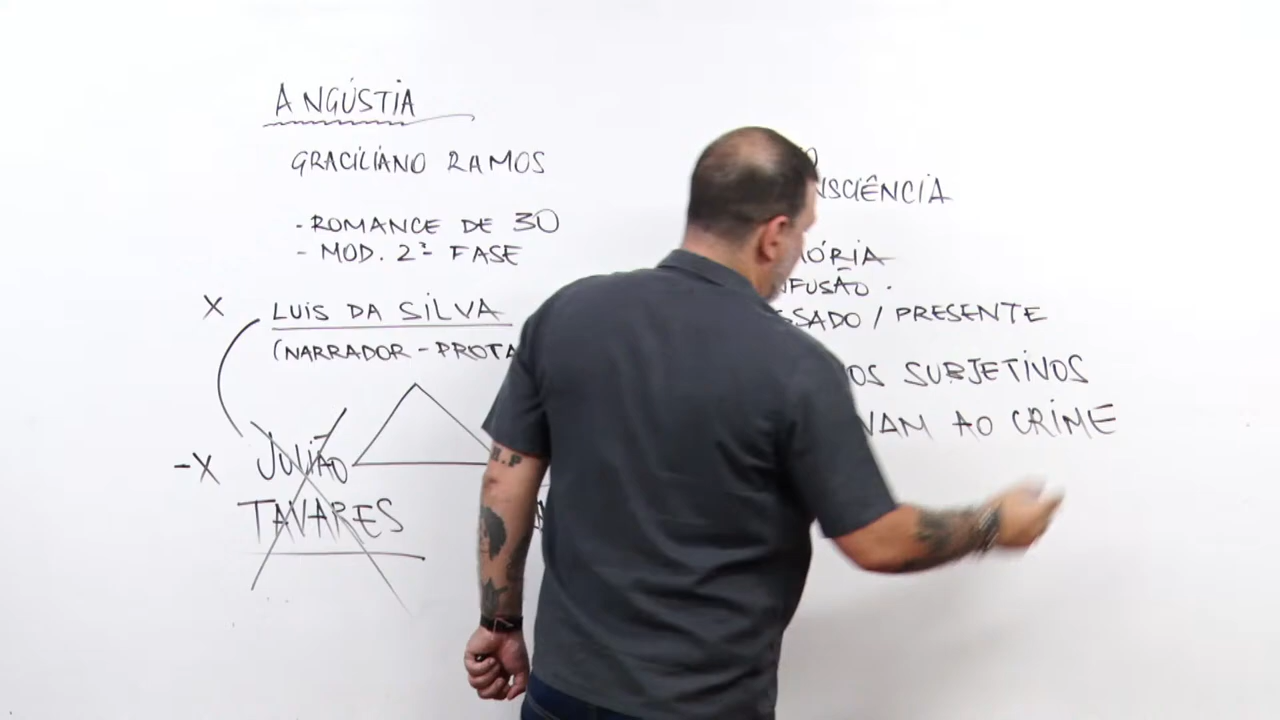 ANGÚSTIA
GRACILIANO RAMOS
- ROMANCE DE 30
- MOD. 2ª FASE
X LUIS DA SILVA
(NARRADOR - PROTA
-X JULIÃO
TAVARES
NSCIÊNCIA
ÓRIA
NFUSÃO.
SSADO / PRESENTE
OS SUBJETIVOS
VAM AO CRIME
H.P